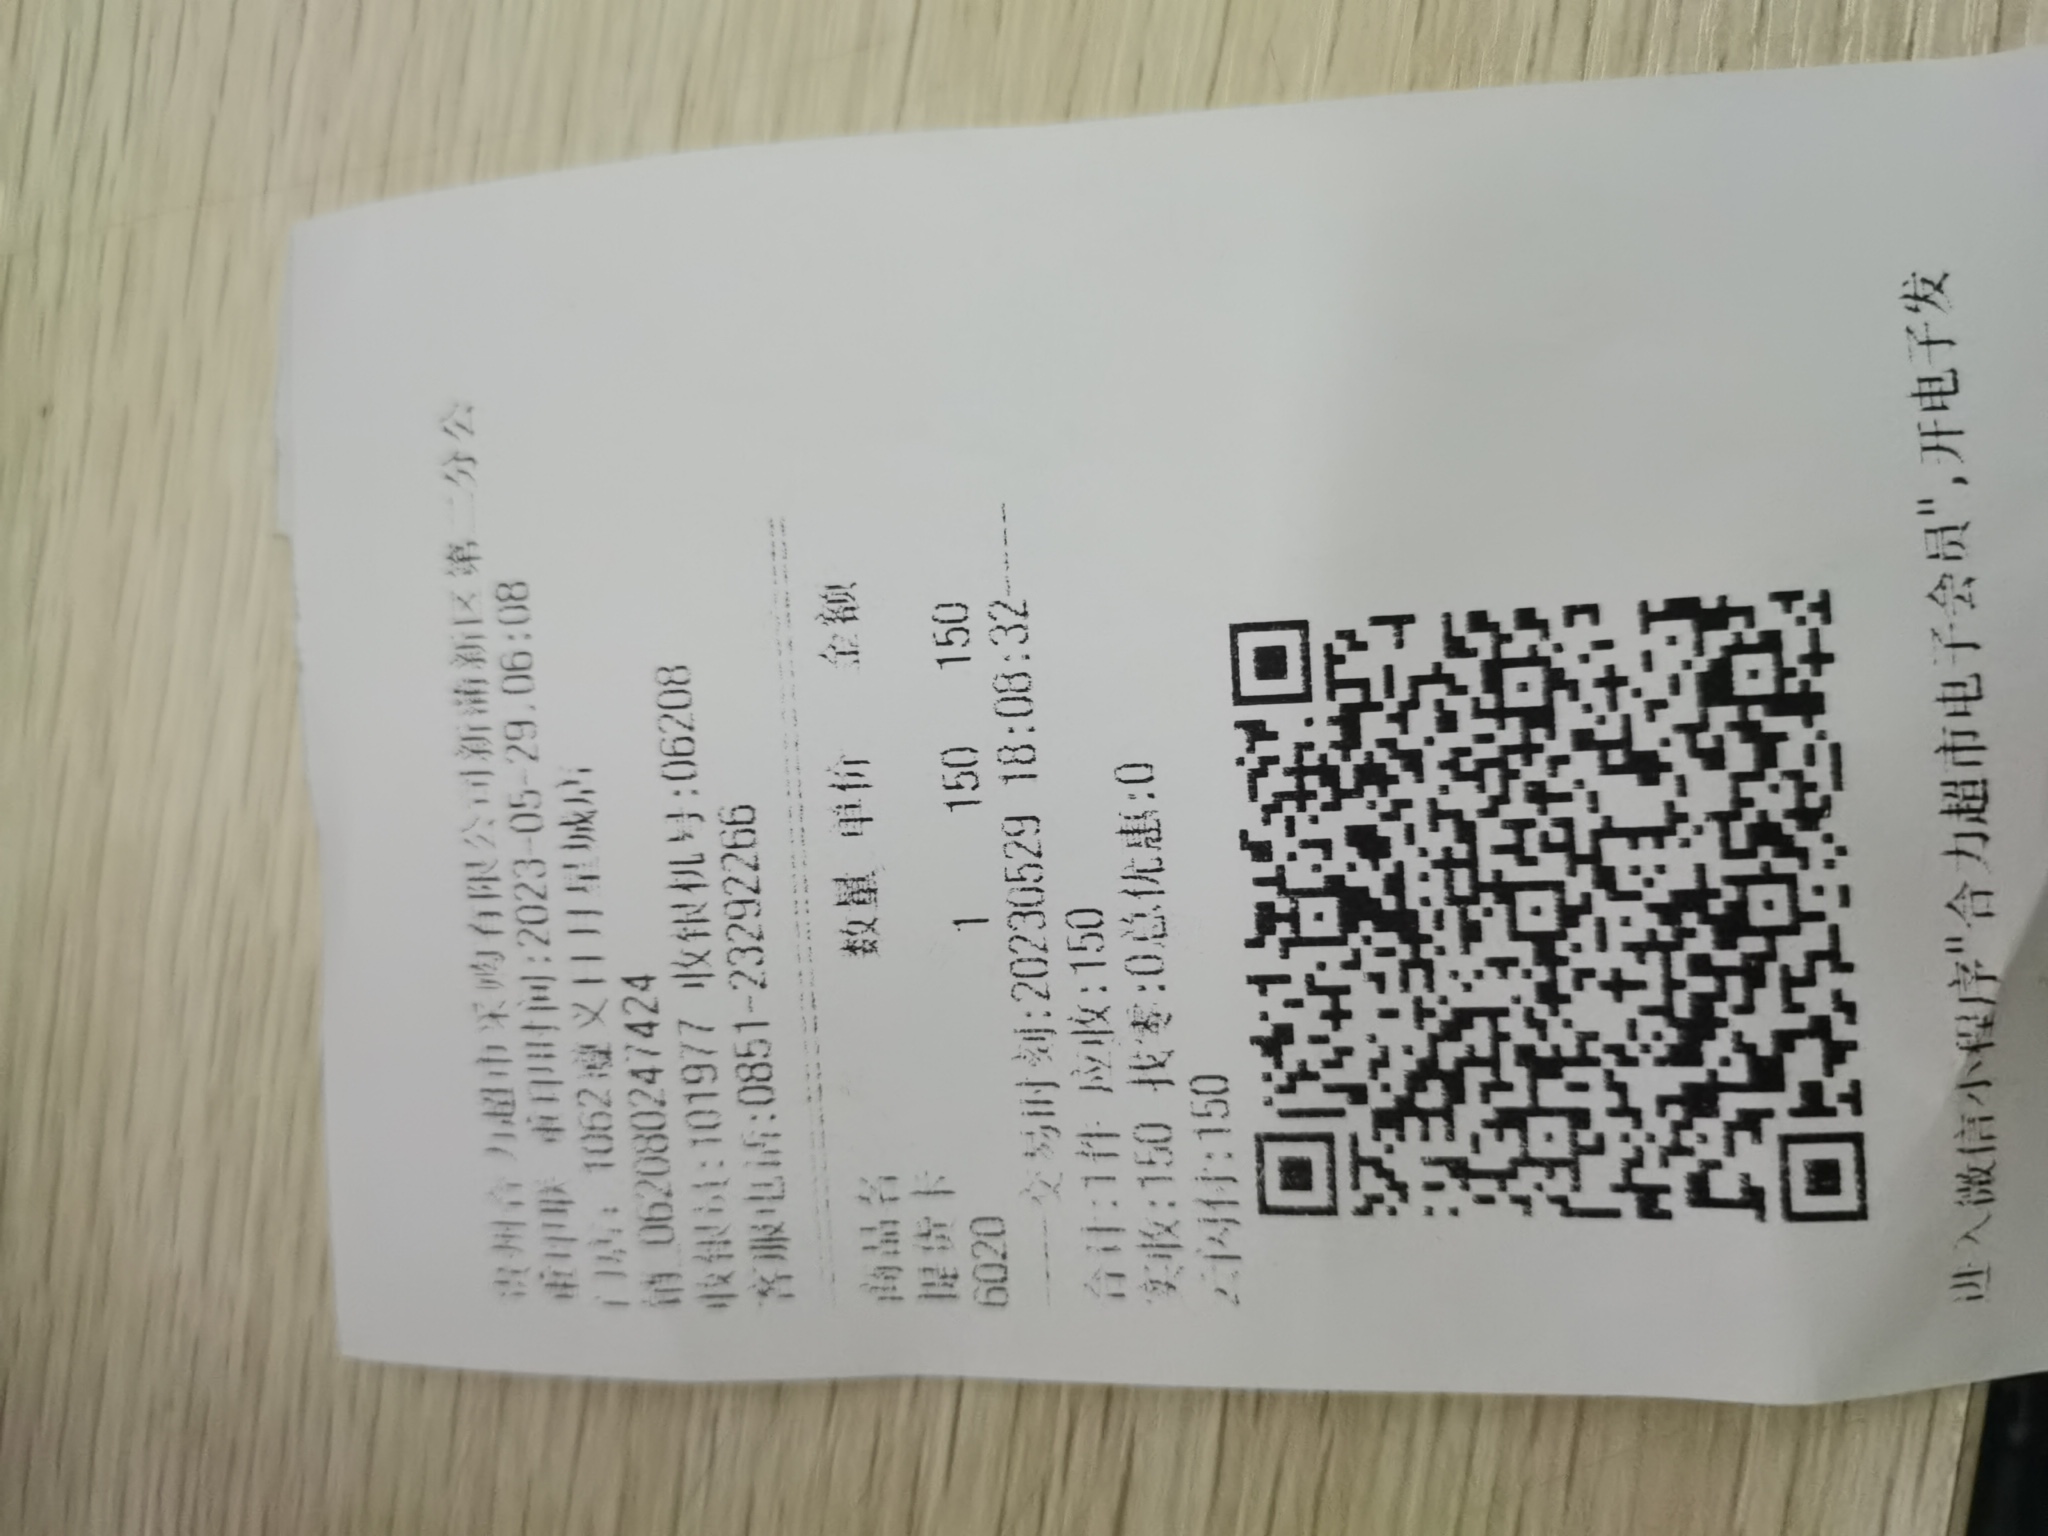 贵州合力超市采购有限公司新蒲新区第二分公
重印联 重印时间:2023-05-29.06:08
门店: 1062遵义日月星城店
销 062080247424
收银员:101977 收银机号:06208
客服电话:0851-23292266
商品名 数量 单价 金额
提货卡
6020 1 150 150
交易时刻:20230529 18:08:32
合计:1件 应收:150
实收:150 找零:0总优惠:0
云闪付:150
进入微信小程序"合力超市电子会员",开电子发